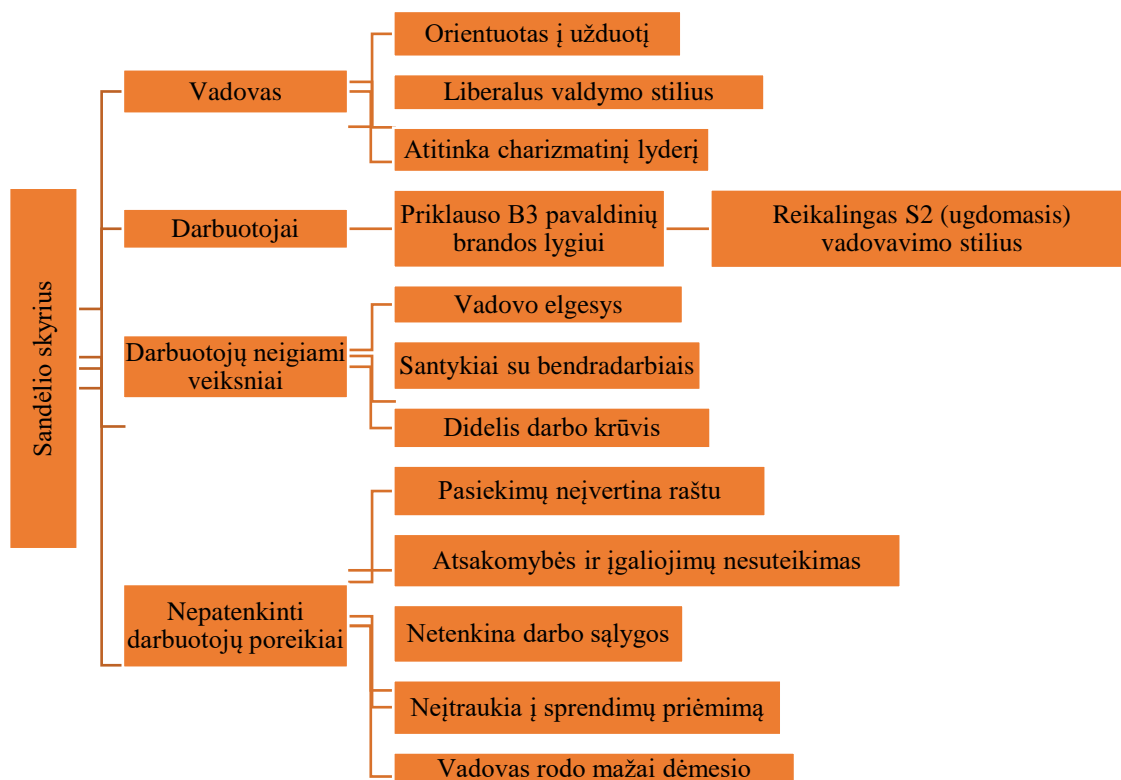 Sandėlio skyrius
Vadovas
Orientuotas į užduotį
Liberalus valdymo stilius
Atitinka charizmatinį lyderį
Darbuotojai
Priklauso B3 pavaldinių
brandos lygiui
Reikalingas S2 (ugdomasis)
vadovavimo stilius
Darbuotojų neigiami
veiksniai
Vadovo elgesys
Santykiai su bendradarbiais
Didelis darbo krūvis
Nepatenkinti
darbuotojų poreikiai
Pasiekimų neįvertina raštu
Atsakomybės ir įgaliojimų nesuteikimas
Netenkina darbo sąlygos
Neįtraukia į sprendimų priėmimą
Vadovas rodo mažai dėmesio